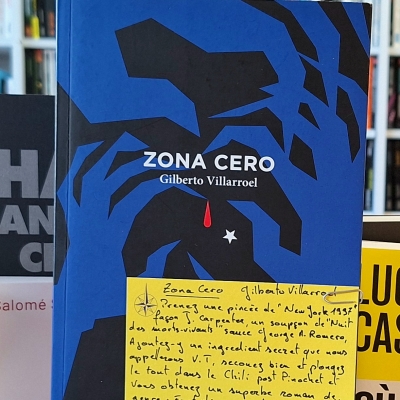 ZONA CERO
Gilberto Villarroel
Zona Cero Gilberto Villarroel
Prenez une pincée de "New York 1997"
façon J. Carpenter, un soupçon de "Nuit
des morts-vivants" sauce George A. Romero,
Ajoutez-y un ingrédient secret que nous
appellerons V.T, secouez bien et plongez
le tout dans le Chili post Pinochet et
vous obtenez un superbe roman de
HA
AN
C
Salomé S
LUC
CAS